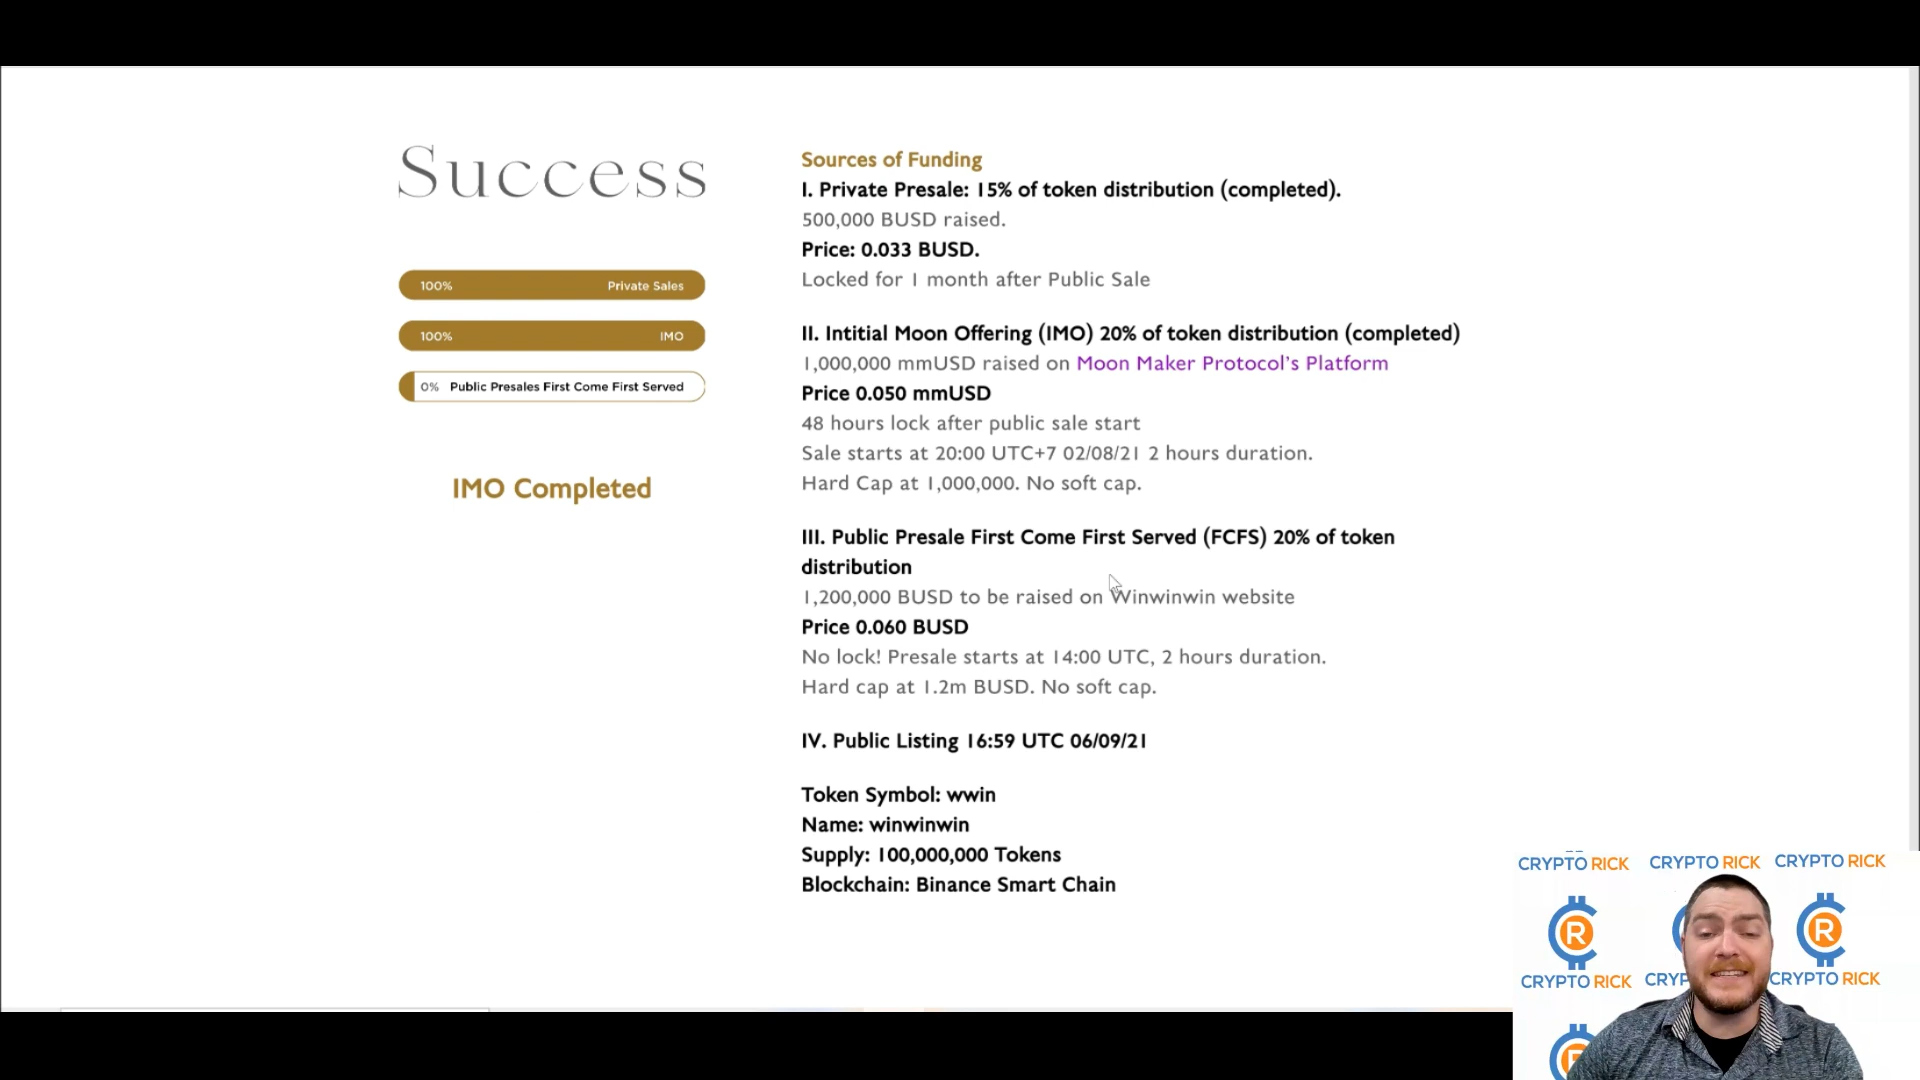 Success
100% Private Sales
100% IMO
0% Public Presales First Come First Served
IMO Completed
Sources of Funding
I. Private Presale: 15% of token distribution (completed).
500,000 BUSD raised.
Price: 0.033 BUSD.
Locked for 1 month after Public Sale
II. Intitial Moon Offering (IMO) 20% of token distribution (completed)
1,000,000 mmUSD raised on Moon Maker Protocol's Platform
Price 0.050 mmUSD
48 hours lock after public sale start
Sale starts at 20:00 UTC+7 02/08/21 2 hours duration.
Hard Cap at 1,000,000. No soft cap.
III. Public Presale First Come First Served (FCFS) 20% of token
distribution
1,200,000 BUSD to be raised on Winwinwin website
Price 0.060 BUSD
No lock! Presale starts at 14:00 UTC, 2 hours duration.
Hard cap at 1.2m BUSD. No soft cap.
IV. Public Listing 16:59 UTC 06/09/21
Token Symbol: wwin
Name: winwinwin
Supply: 100,000,000 Tokens
Blockchain: Binance Smart Chain
CRYPTO RICK CRYPTO RICK CRYPTO RICK
R R
CRYPTO RICK CRYP CRYPTO RICK